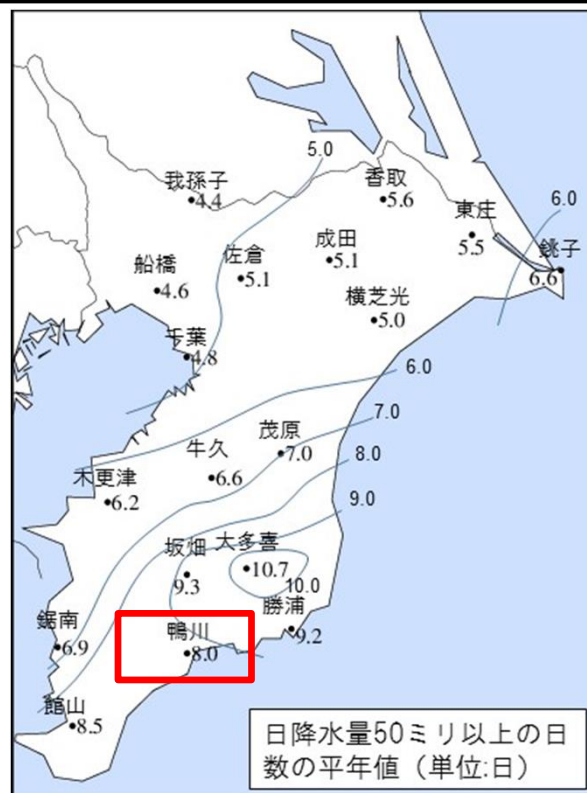 5.0
我孫子
4.4
香取
5.6
6.0
東庄
5.5
銚子
6.6
船橋
4.6
佐倉
5.1
成田
5.1
横芝光
5.0
千葉
4.8
6.0
7.0
茂原
7.0
牛久
6.6
8.0
木更津
6.2
9.0
坂畑
9.3
大多喜
10.7
10.0
勝浦
9.2
鋸南
6.9
鴨川
8.0
館山
8.5
日降水量50ミリ以上の日
数の平年値（単位:日）